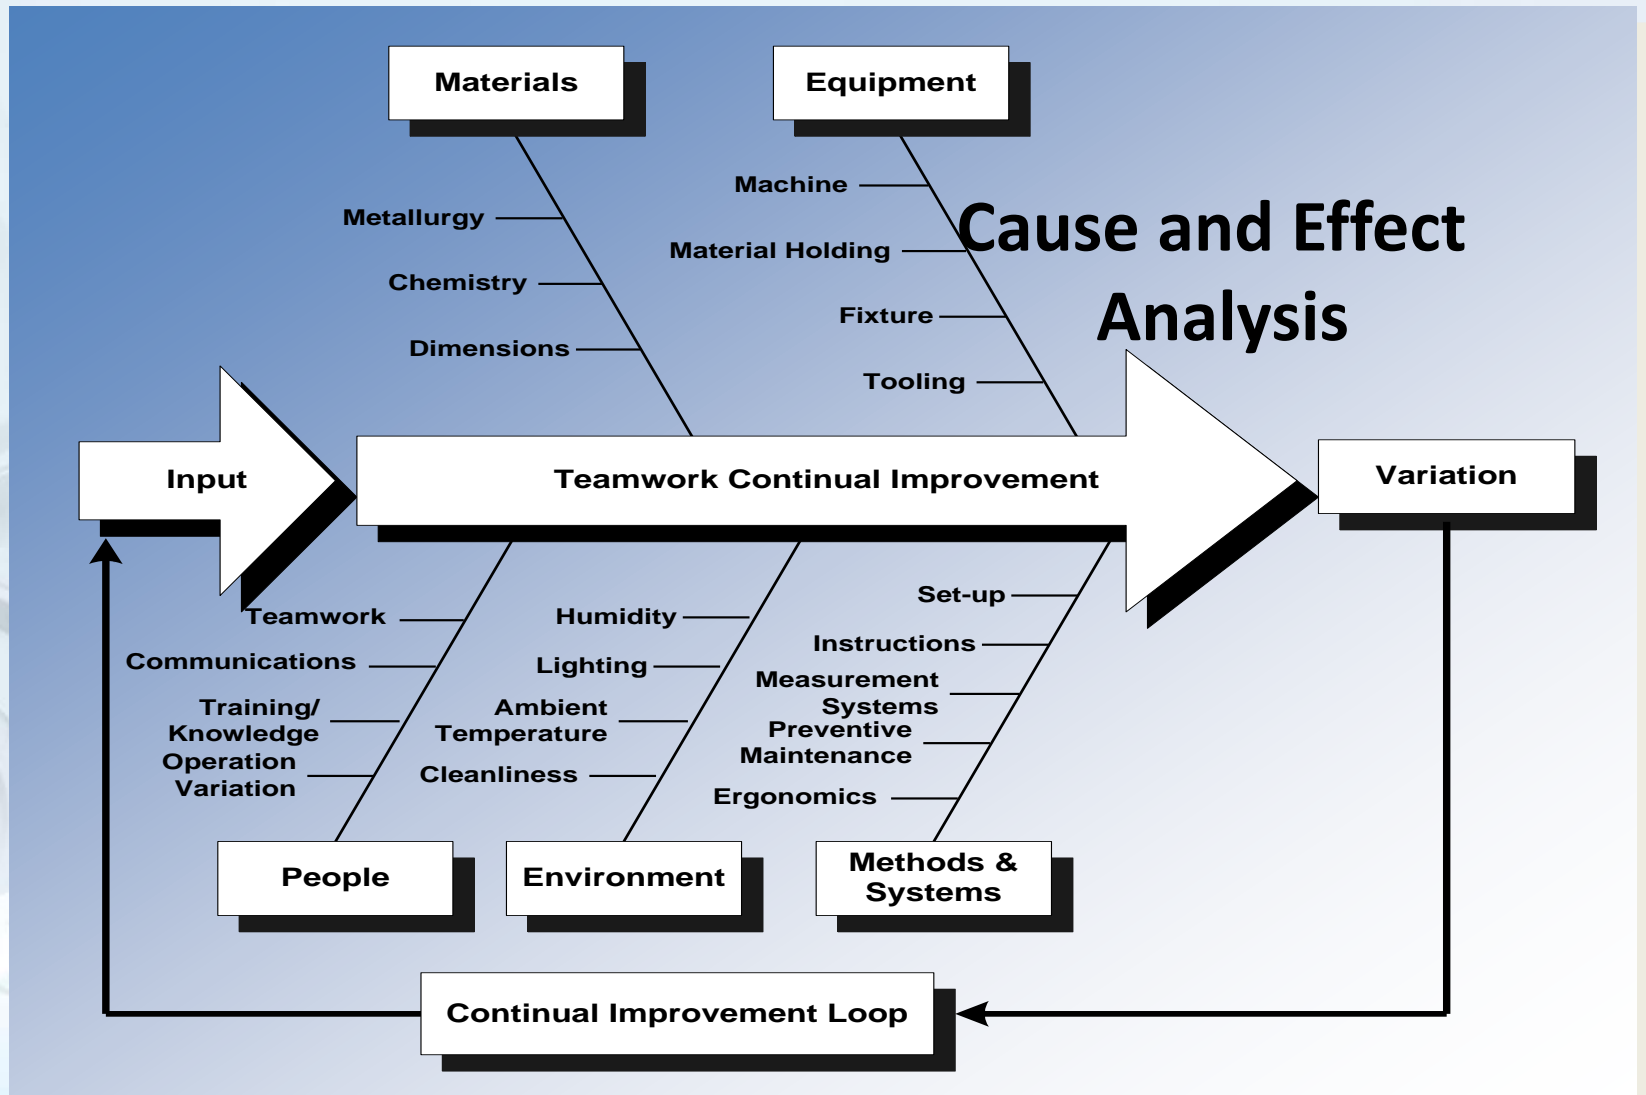 Materials
Equipment
Cause and Effect
Analysis
Machine
Metallurgy
Material Holding
Chemistry
Fixture
Dimensions
Tooling
Input
Teamwork Continual Improvement
Variation
Teamwork
Communications
Training/
Knowledge
Operation
Variation
Humidity
Lighting
Ambient
Temperature
Cleanliness
Set-up
Instructions
Measurement
Systems
Preventive
Maintenance
Ergonomics
People
Environment
Methods &
Systems
Continual Improvement Loop